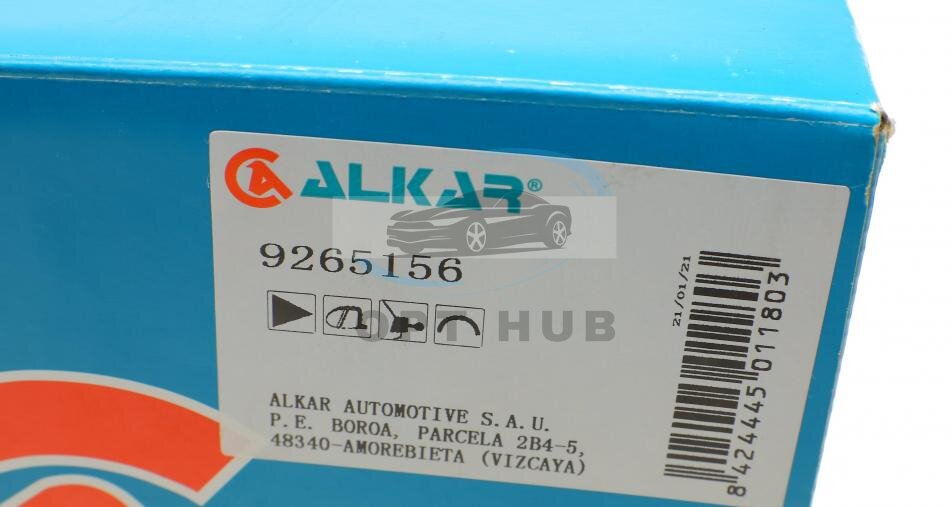 ALKAR®
9265156
OPT HUB
21/01/21
8424445011803
ALKAR AUTOMOTIVE S.A.U.
P.E. BOROA, PARCELA 2B4-5,
48340-AMOREBIETA (VIZCAYA)